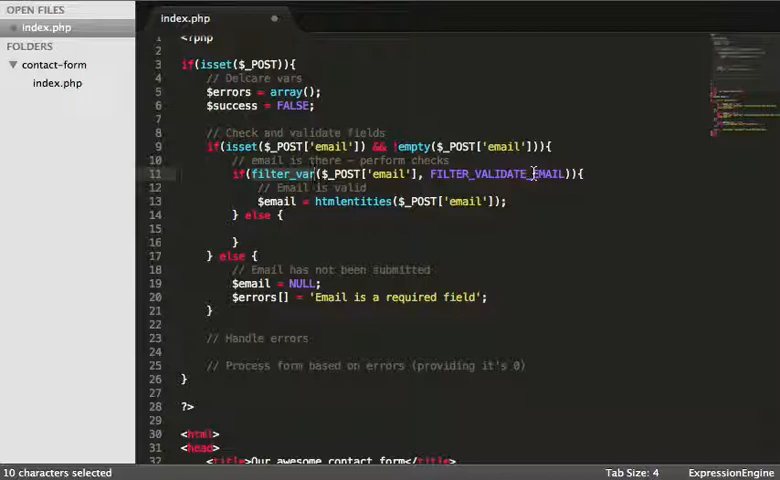 OPEN FILES
index.php
FOLDERS
contact-form
index.php
index.php
1 <?php
2
3 if(isset($_POST)){
4 // Delcare vars
5 $errors = array();
6 $success = FALSE;
7
8 // Check and validate fields
9 if(isset($_POST['email']) && !empty($_POST['email'])){
10 // email is there – perform checks
11 if(filter_var($_POST['email'], FILTER_VALIDATE_EMAIL)){
12 // Email is valid
13 $email = htmlentities($_POST['email']);
14 } else {
15
16 }
17 } else {
18 // Email has not been submitted
19 $email = NULL;
20 $errors[] = 'Email is a required field';
21 }
22
23 // Handle errors
24
25 // Process form based on errors (providing it's 0)
26 }
27
28 ?>
29
30 <html>
31 <head>
32 <title>Our awesome contact form</title>
10 characters selected
Tab Size: 4
ExpressionEngine